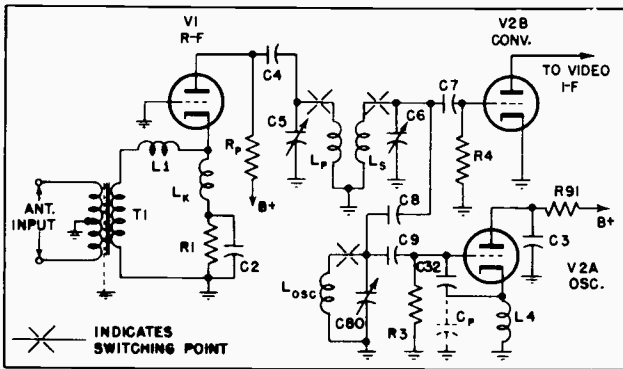 V1
R-F
V2B
CONV.
C4
C7
TO VIDEO
I-F
C5
C6
L1
RP
LP
LS
R4
LK
B+
C8
R91
B+
ANT.
INPUT
T1
R1
C2
C9
C3
V2A
OSC.
LOSC
C32
C80
R3
CP
L4
INDICATES
SWITCHING POINT